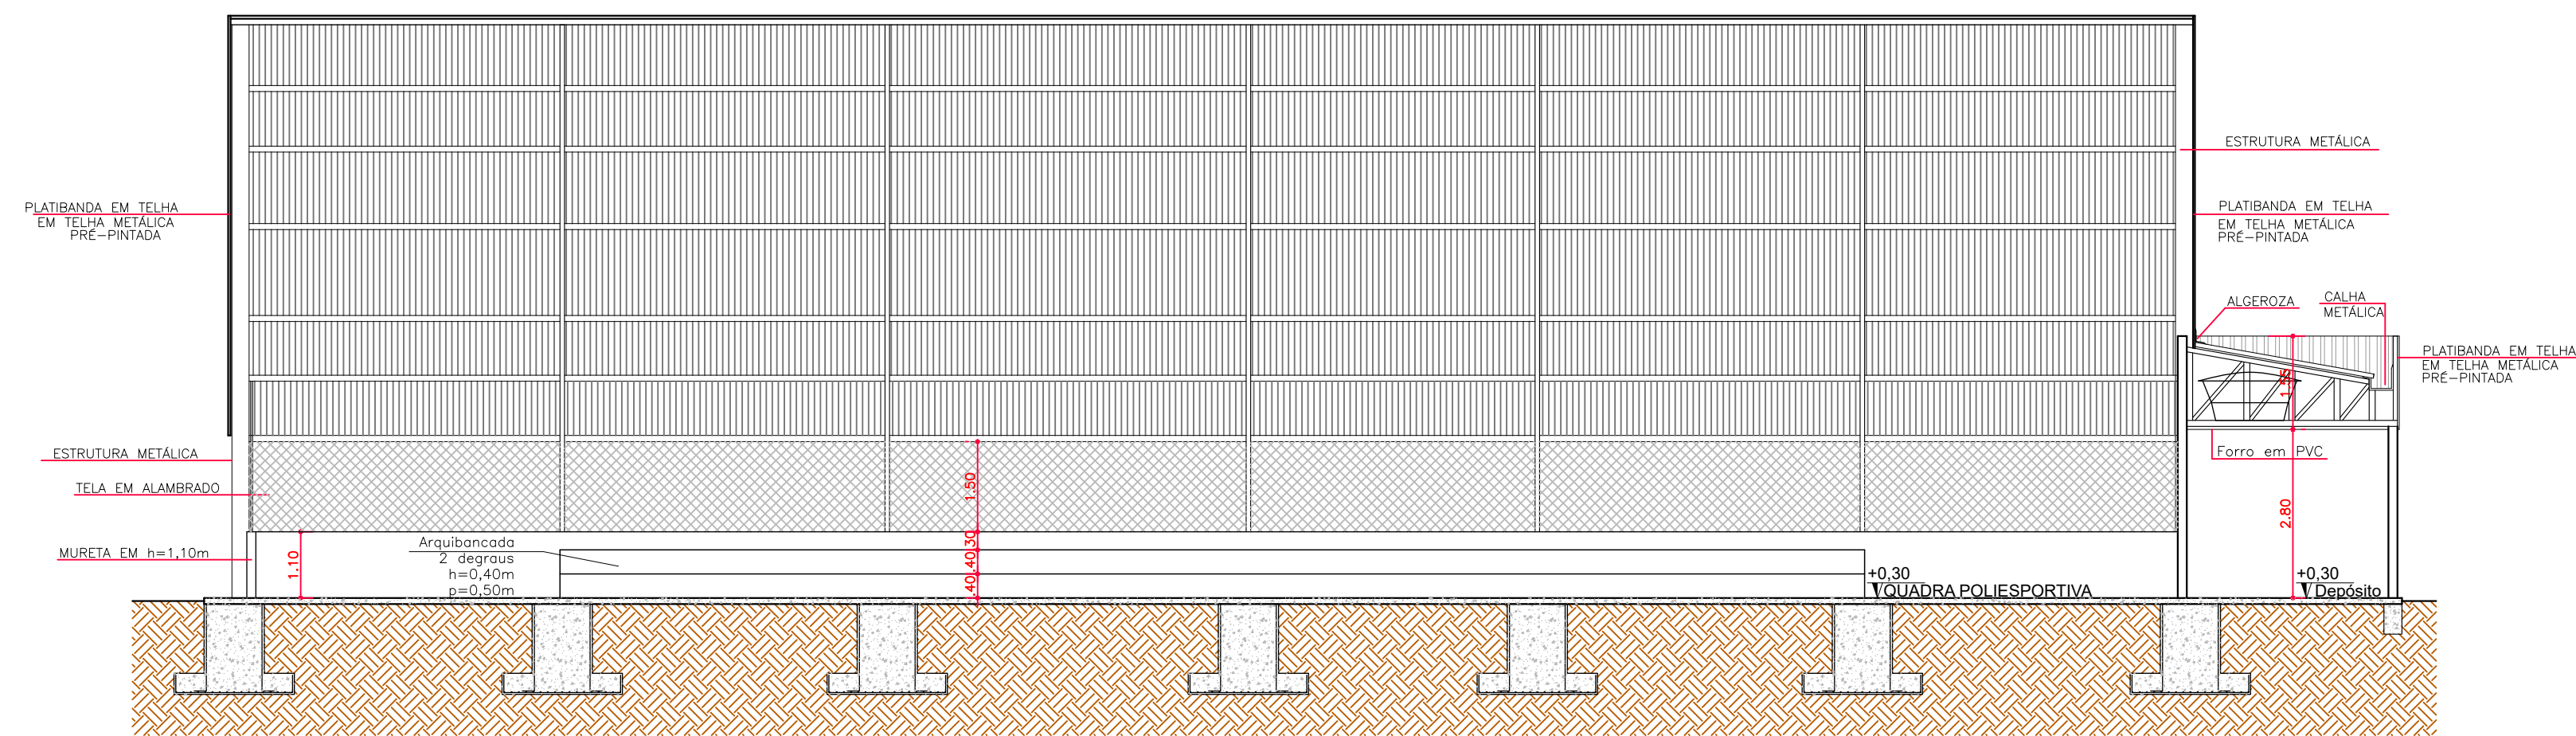 ESTRUTURA METÁLICA
PLATIBANDA EM TELHA
EM TELHA METÁLICA
PRÉ-PINTADA
PLATIBANDA EM TELHA
EM TELHA METÁLICA
PRÉ-PINTADA
ALGEROZA
CALHA
METÁLICA
PLATIBANDA EM TELHA
EM TELHA METÁLICA
PRÉ-PINTADA
1.55
ESTRUTURA METÁLICA
Forro em PVC
TELA EM ALAMBRADO
1.50
2.80
MURETA EM h=1,10m
1.10
Arquibancada
2 degraus
h=0,40m
p=0,50m
.30
.40
.40
+0,30
QUADRA POLIESPORTIVA
+0,30
Depósito